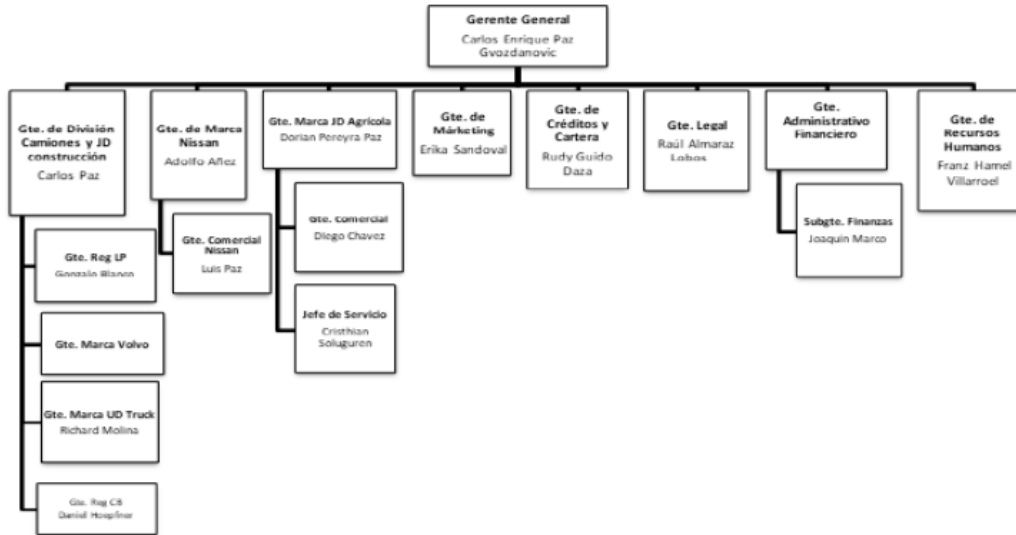 Gerente General
Carlos Enrique Paz
Gvozdanovic
Gte. de División
Camiones y JD
construcción
Carlos Paz
Gte. Reg LP
Gonzalo Blanco
Gte. Marca Volvo
Gte. Marca UD Truck
Richard Molina
Gte. Reg CB
Daniel Hoepfner
Gte. de Marca
Nissan
Adolfo Añez
Gte. Comercial
Nissan
Luis Paz
Gte. Marca JD Agrícola
Dorian Pereyra Paz
Gte. Comercial
Diego Chavez
Jefe de Servicio
Cristhian
Soluguren
Gte. de
Márketing
Erika Sandoval
Gte. de
Créditos y
Cartera
Rudy Guido
Daza
Gte. Legal
Raúl Almaraz
Lobos
Gte.
Administrativo
Financiero
Subgte. Finanzas
Joaquin Marco
Gte. de
Recursos
Humanos
Franz Hamel
Villarroel